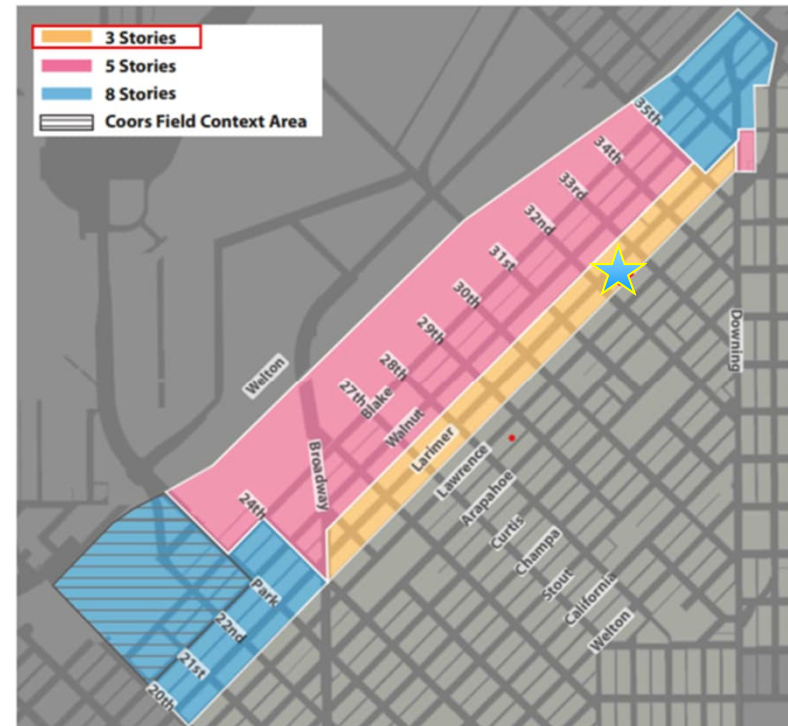 3 Stories
5 Stories
8 Stories
Coors Field Context Area
35th
34th
33rd
32nd
31st
30th
29th
28th
27th
Blake
Walnut
Welton
Downing
Broadway
Larimer
Lawrence
Arapahoe
Curtis
Champa
Stout
California
Welton
24th
Park
22nd
21st
20th